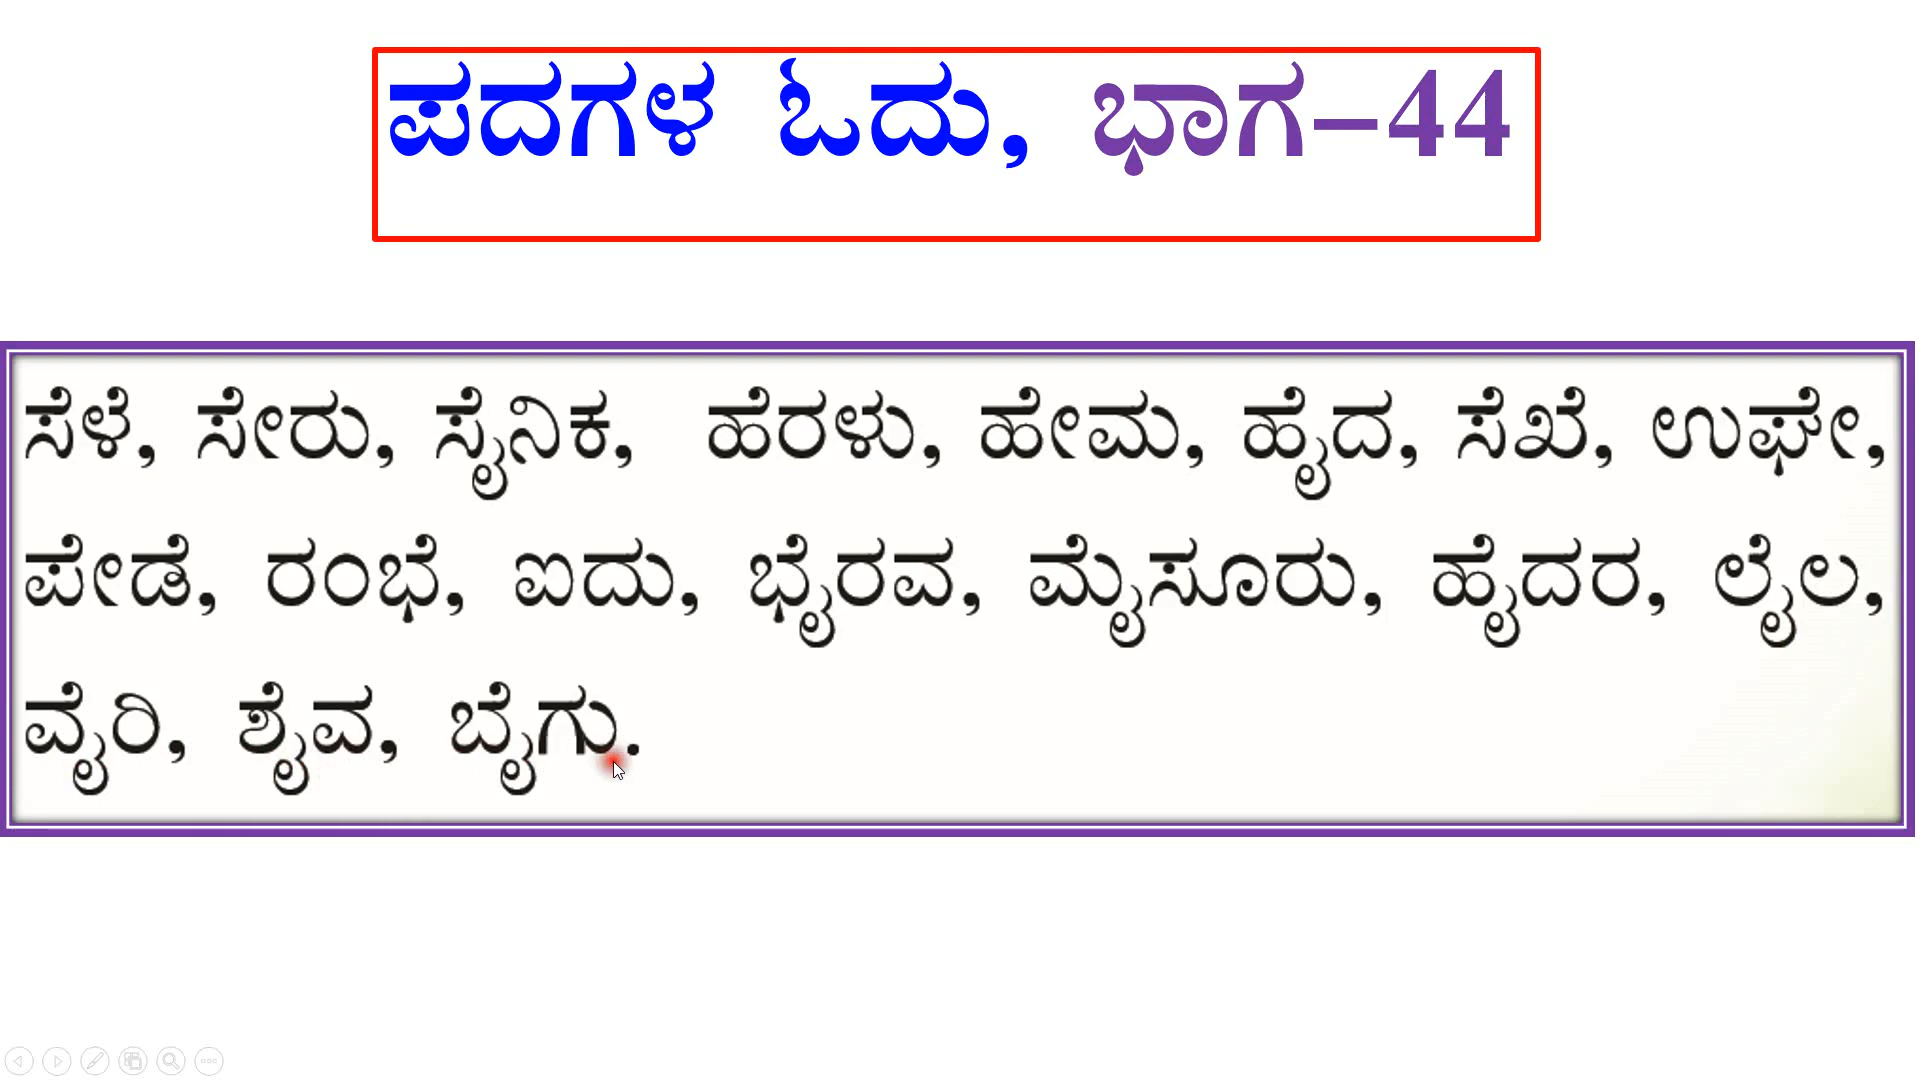 ಪದಗಳ ಓದು, ಭಾಗ-44
ಸೆಳೆ, ಸೇರು, ಸೈನಿಕ, ಹೆರಳು, ಹೇಮ, ಹೈದ, ಸೆಖೆ, ಉಘೇ,
ಪೇಡೆ, ರಂಭೆ, ಐದು, ಭೈರವ, ಮೈಸೂರು, ಹೈದರ, ಲೈಲ,
ವೈರಿ, ಶೈವ, ಬೈಗು.